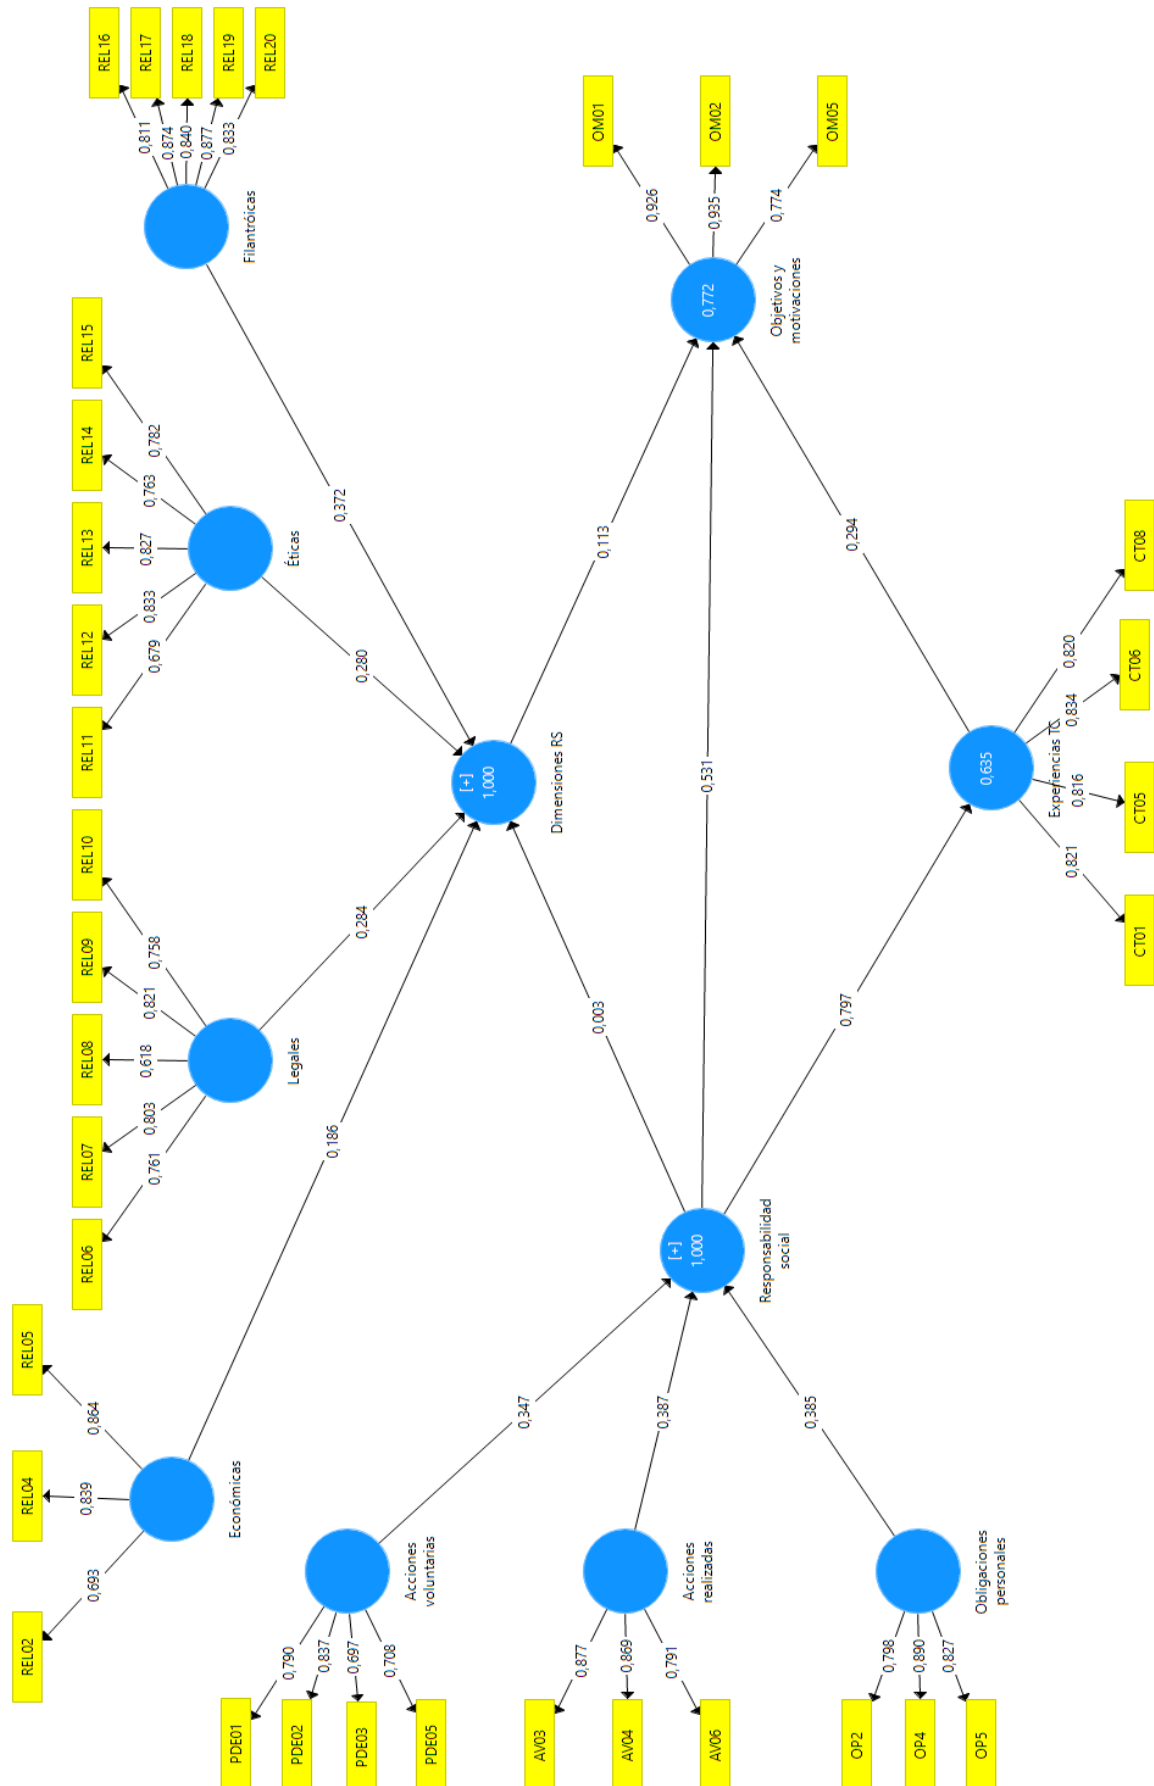 REL02
REL04
REL05
0,693
0,839
0,864
Económicas
REL06
REL07
REL08
REL09
REL10
0,761
0,803
0,618
0,821
0,758
Legales
REL11
REL12
REL13
REL14
REL15
0,679
0,833
0,827
0,763
0,782
Éticas
REL16
REL17
REL18
REL19
REL20
0,811
0,874
0,840
0,877
0,833
Filantróicas
0,186
0,284
0,280
0,372
[+]
1,000
Dimensiones RS
PDE01
PDE02
PDE03
PDE05
0,790
0,837
0,697
0,708
Acciones
voluntarias
0,347
AV03
AV04
AV06
0,877
0,869
0,791
Acciones
realizadas
0,387
OP2
OP4
OP5
0,798
0,890
0,827
Obligaciones
personales
0,385
[+]
1,000
Responsabilidad
social
0,003
0,531
0,797
0,113
0,294
0,772
Objetivos y
motivaciones
0,926
0,935
0,774
OM01
OM02
OM05
0,635
Experiencias TC
0,821
0,816
0,834
0,820
CT01
CT05
CT06
CT08